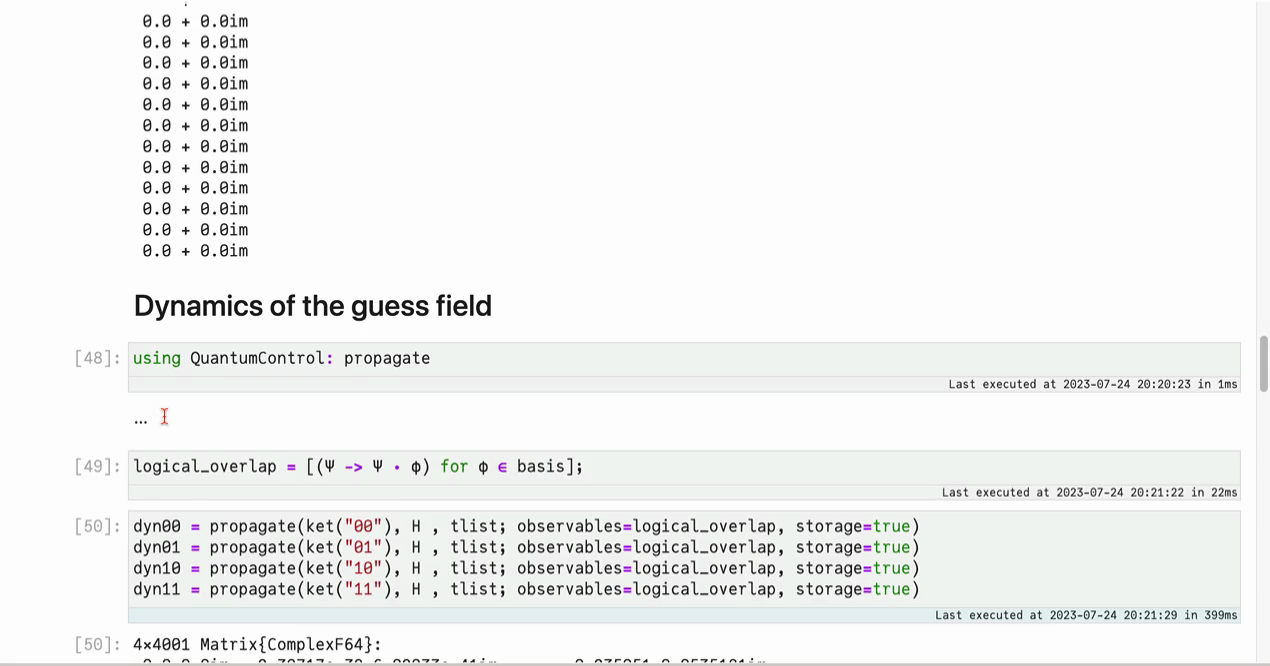 0.0 + 0.0im
0.0 + 0.0im
0.0 + 0.0im
0.0 + 0.0im
0.0 + 0.0im
0.0 + 0.0im
0.0 + 0.0im
0.0 + 0.0im
0.0 + 0.0im
0.0 + 0.0im
0.0 + 0.0im
0.0 + 0.0im
Dynamics of the guess field
[48]: using QuantumControl: propagate
Last executed at 2023-07-24 20:20:23 in 1ms
...
[49]: logical_overlap = [(Ψ -> Ψ ⋅ ϕ) for ϕ ∈ basis];
Last executed at 2023-07-24 20:21:22 in 22ms
[50]: dyn00 = propagate(ket("00"), H , tlist; observables=logical_overlap, storage=true)
dyn01 = propagate(ket("01"), H , tlist; observables=logical_overlap, storage=true)
dyn10 = propagate(ket("10"), H , tlist; observables=logical_overlap, storage=true)
dyn11 = propagate(ket("11"), H , tlist; observables=logical_overlap, storage=true)
Last executed at 2023-07-24 20:21:29 in 399ms
[50]: 4×4001 Matrix{ComplexF64}: